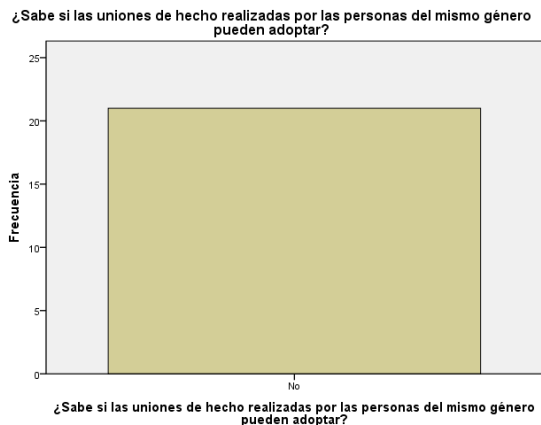 ¿Sabe si las uniones de hecho realizadas por las personas del mismo género
pueden adoptar?
25
20
15
10
5
0
Frecuencia
No
¿Sabe si las uniones de hecho realizadas por las personas del mismo género
pueden adoptar?